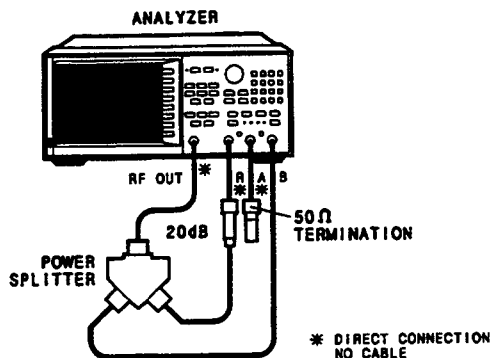 ANALYZER
RF OUT *
R * A * B
20dB
50Ω
TERMINATION
POWER
SPLITTER
* DIRECT CONNECTION
NO CABLE